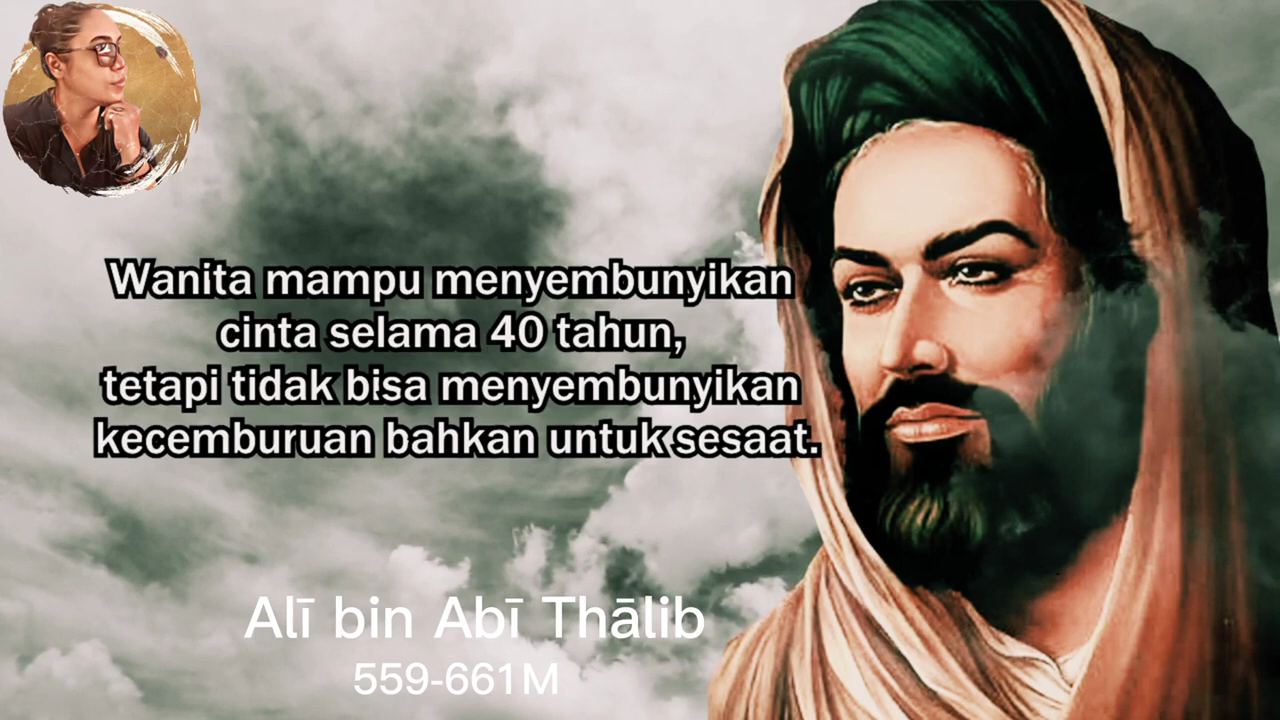 Wanita mampu menyembunyikan
cinta selama 40 tahun,
tetapi tidak bisa menyembunyikan
kecemburuan bahkan untuk sesaat.
Alī bin Abī Thālib
559-661M